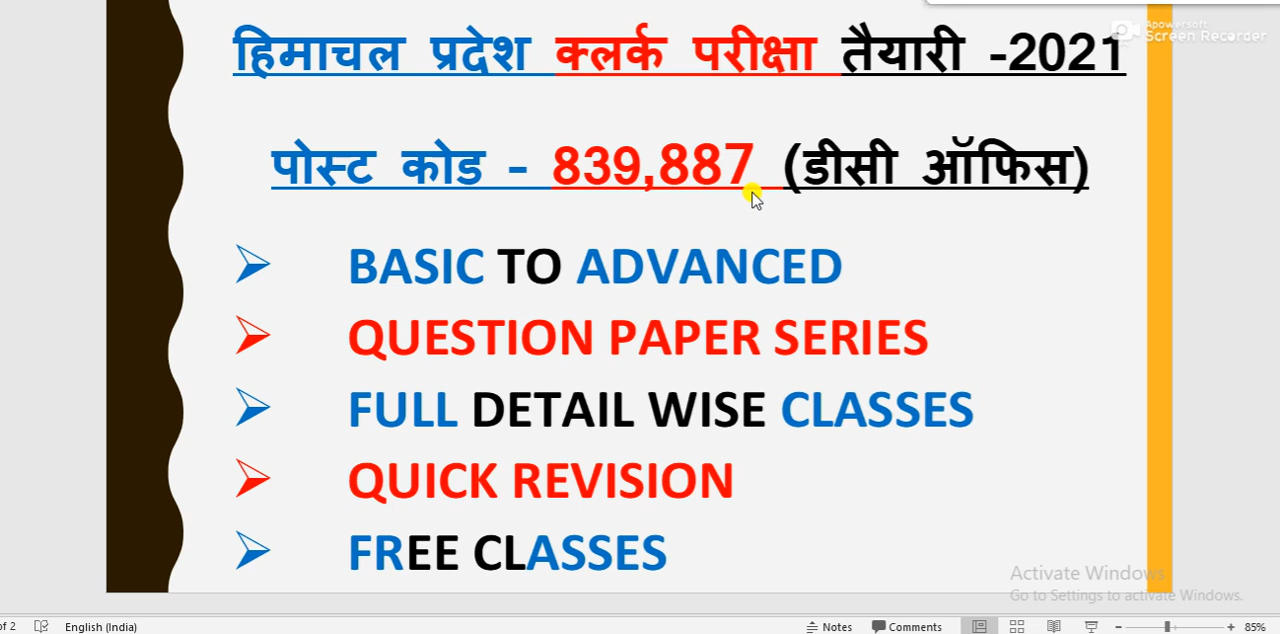 Apowersoft
Screen Recorder
हिमाचल प्रदेश क्लर्क परीक्षा तैयारी -2021
पोस्ट कोड - 839,887 (डीसी ऑफिस)
BASIC TO ADVANCED
QUESTION PAPER SERIES
FULL DETAIL WISE CLASSES
QUICK REVISION
FREE CLASSES
Activate Windows
Go to Settings to activate Windows.
of 2 English (India) Notes Comments 85%